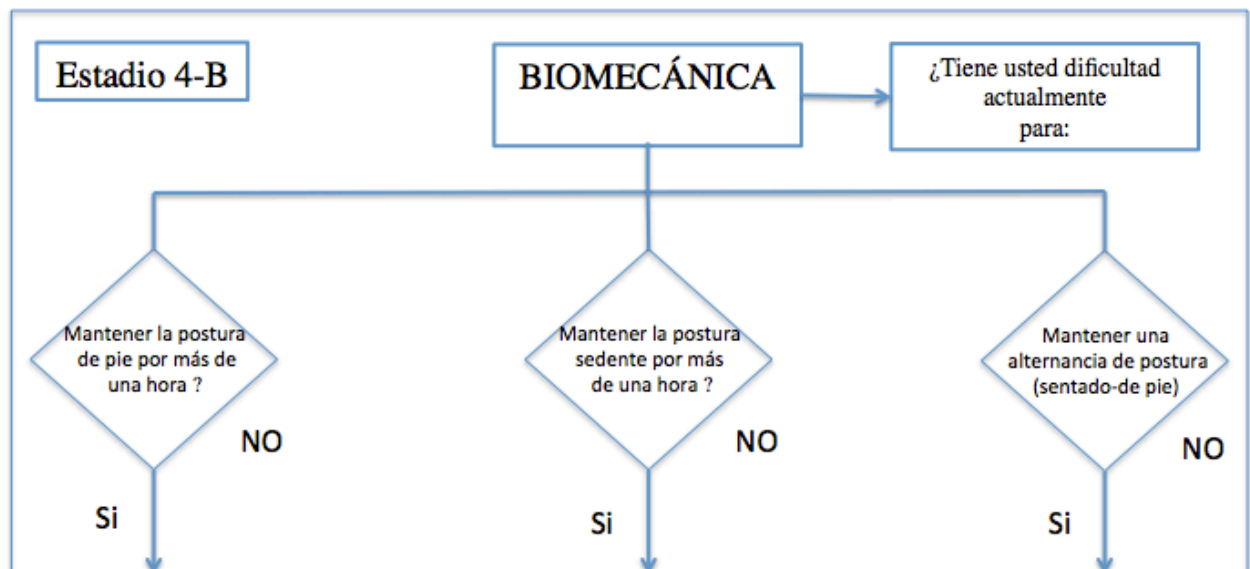 Estadio 4-B
BIOMECÁNICA
¿Tiene usted dificultad
actualmente
para:
Mantener la postura
de pie por más de
una hora ?
NO
Si
Mantener la postura
sedente por más
de una hora ?
NO
Si
Mantener una
alternancia de postura
(sentado-de pie)
NO
Si